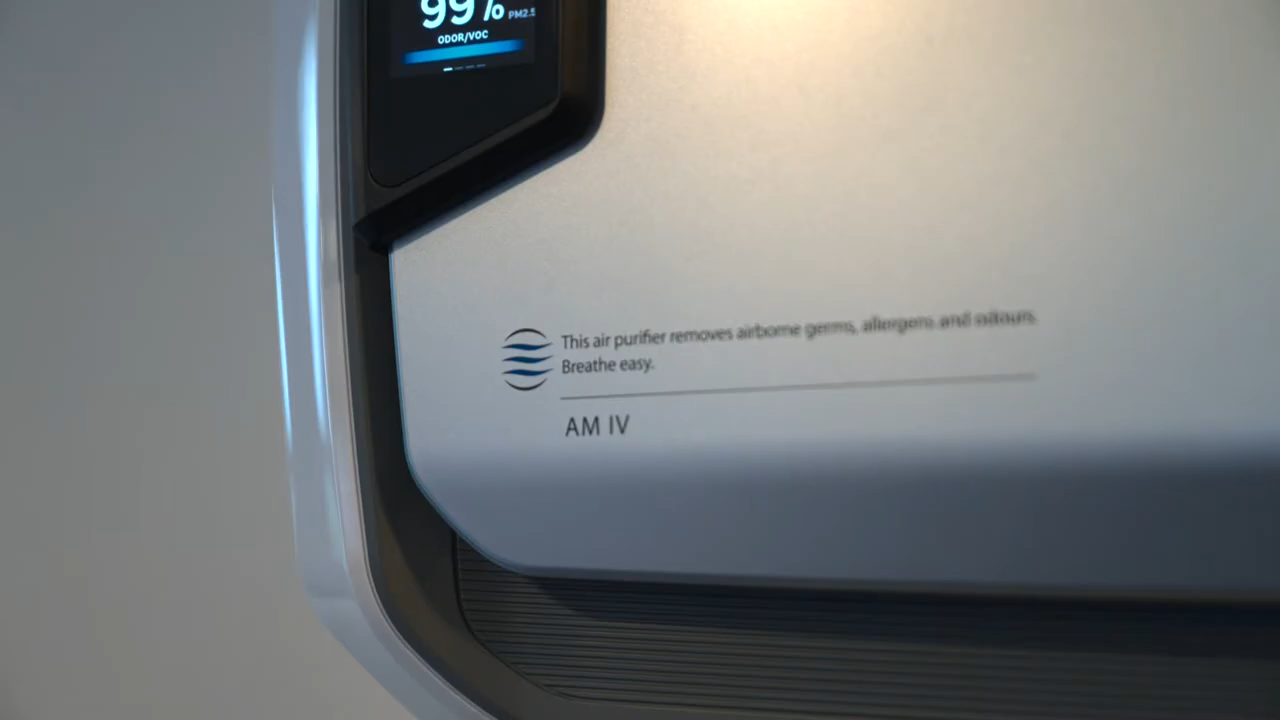 99% PM2.5
ODOR/VOC
This air purifier removes airborne germs, allergens and odours.
Breathe easy.
AM IV